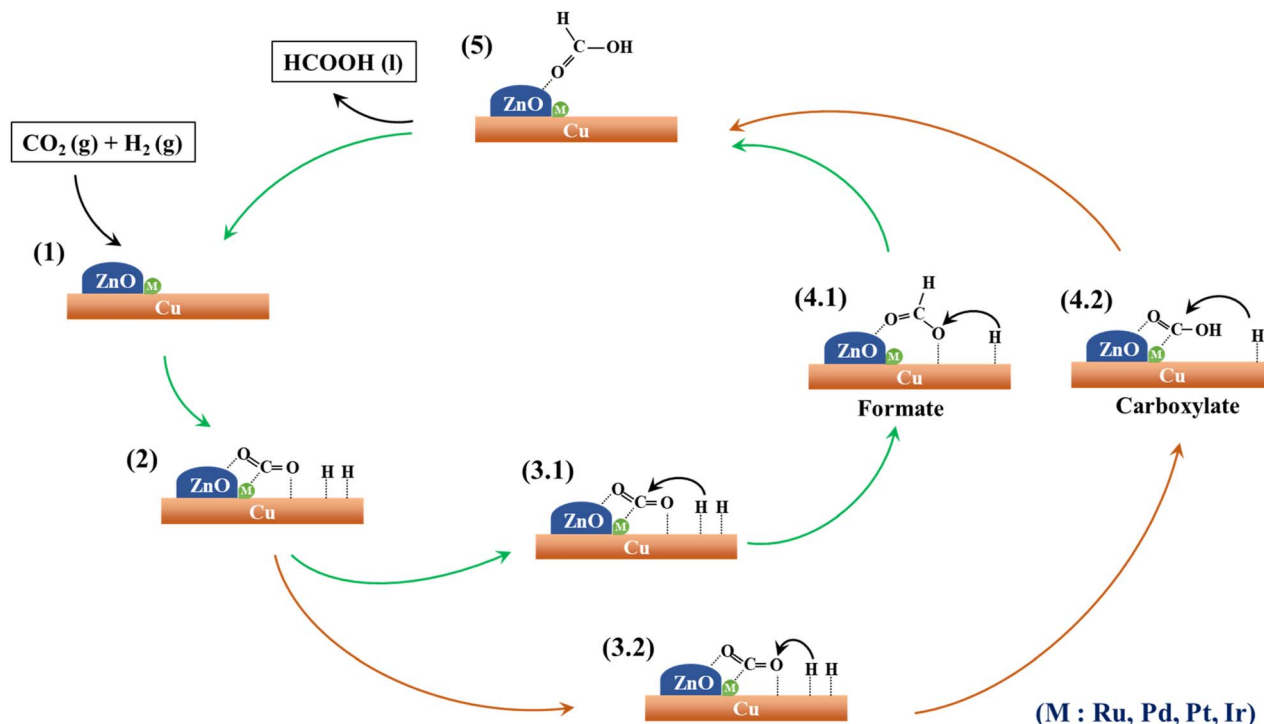 (5)
H
C
OH
O
ZnO
M
Cu
HCOOH (l)
CO₂ (g) + H₂ (g)
(1)
ZnO
M
Cu
(2)
O
C
O
H H
ZnO
M
Cu
(3.1)
O
C
O
H H
ZnO
M
Cu
(4.1)
H
O
C
O
H
ZnO
M
Cu
Formate
(4.2)
O
C
OH
H
ZnO
M
Cu
Carboxylate
(3.2)
O
C
O
H H
ZnO
M
Cu
(M : Ru, Pd, Pt, Ir)